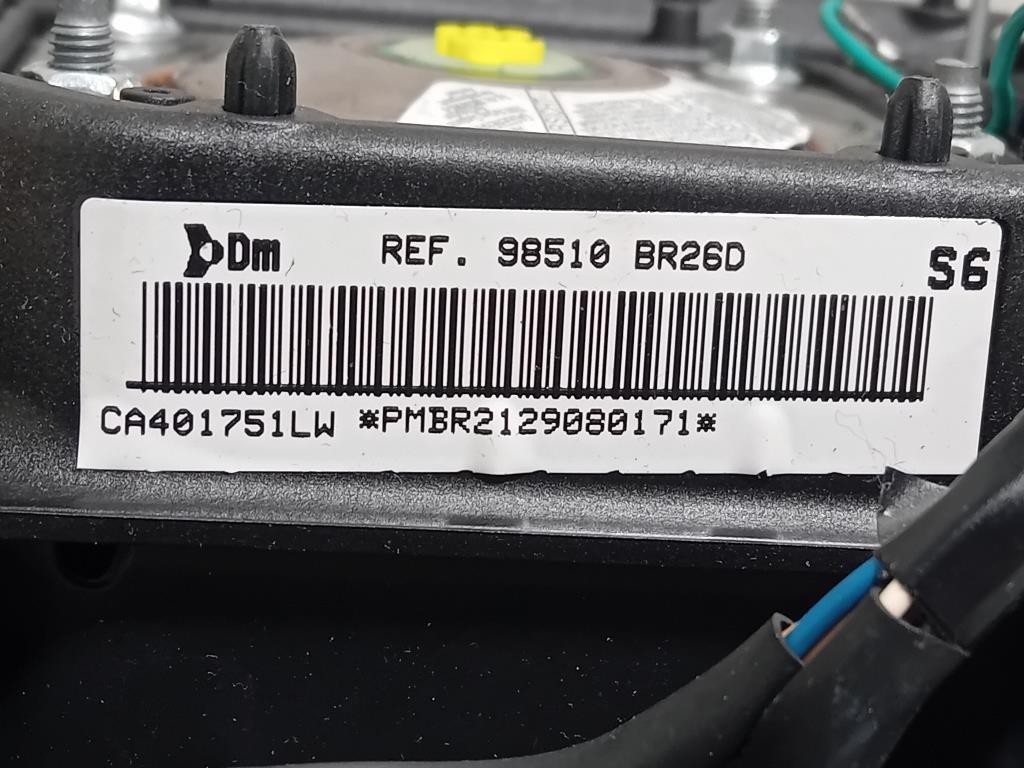 Dm REF. 98510 BR26D S6
CA401751LW *PMBR2129080171*